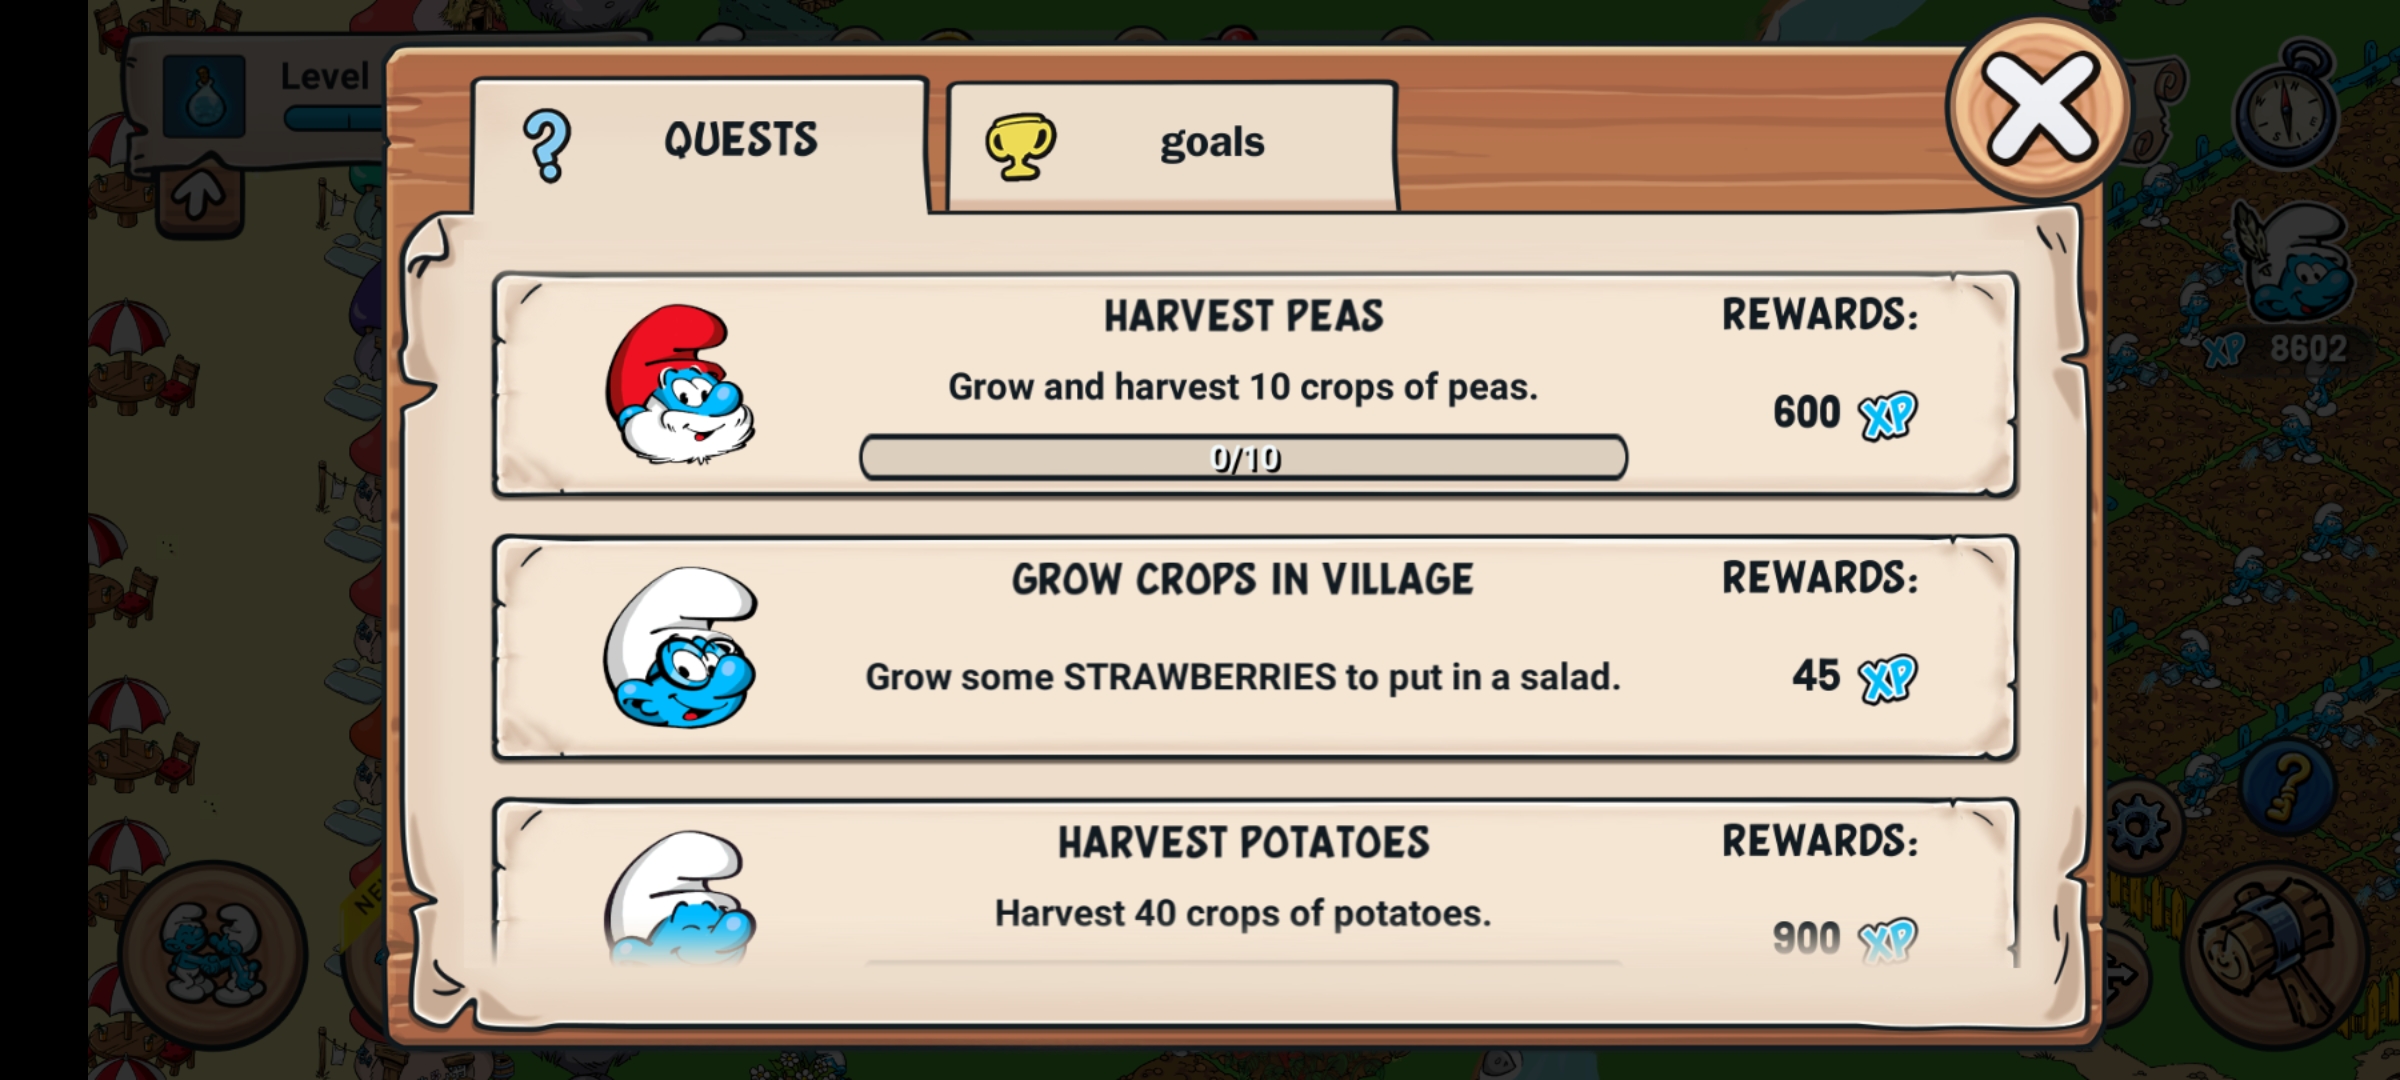 Level
QUESTS
goals
HARVEST PEAS
REWARDS:
Grow and harvest 10 crops of peas.
600 XP
0/10
XP 8602
GROW CROPS IN VILLAGE
REWARDS:
Grow some STRAWBERRIES to put in a salad.
45 XP
HARVEST POTATOES
REWARDS:
Harvest 40 crops of potatoes.
900 XP